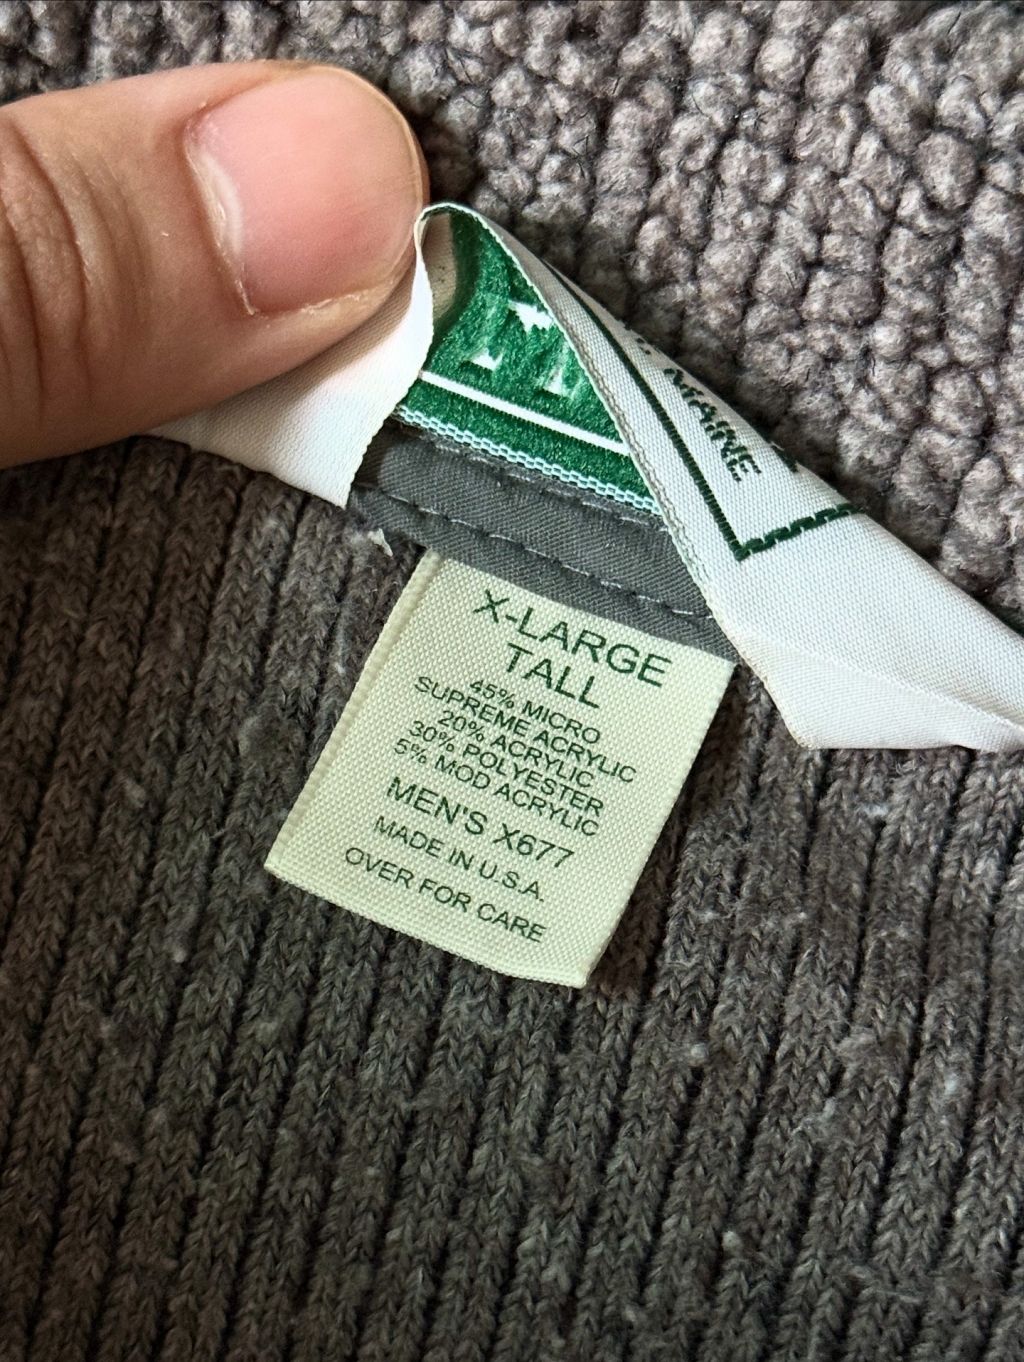 MAINE
X-LARGE
TALL
45% MICRO
SUPREME ACRYLIC
20% ACRYLIC
30% POLYESTER
5% MOD ACRYLIC
MEN'S X677
MADE IN U.S.A.
OVER FOR CARE